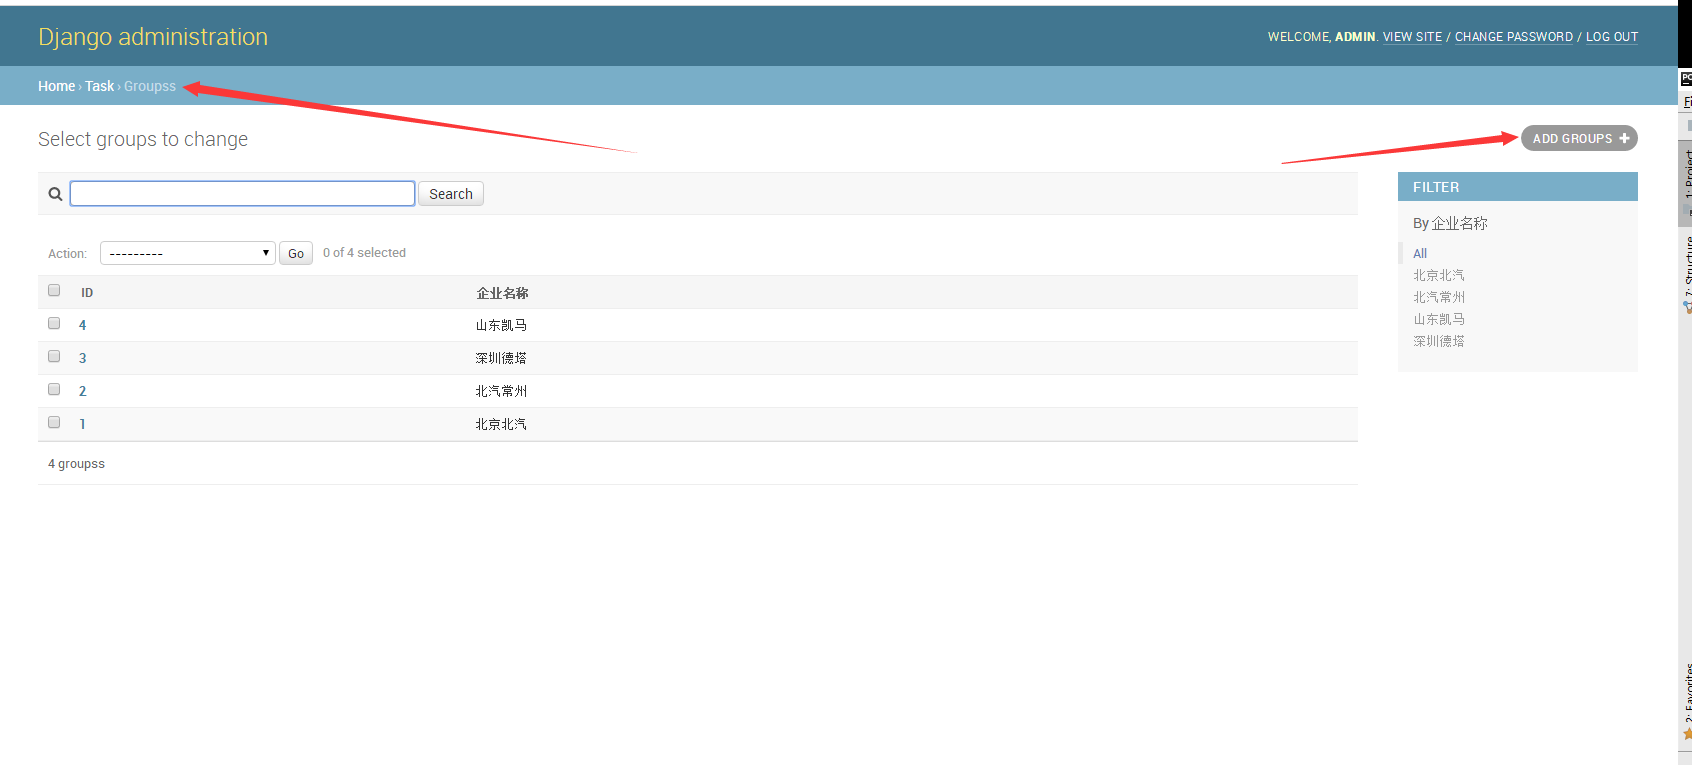 Django administration
WELCOME, ADMIN. VIEW SITE / CHANGE PASSWORD / LOG OUT
Home › Task › Groupss
Select groups to change
ADD GROUPS +
Search
FILTER
By 企业名称
All
北京北汽
北汽常州
山东凯马
深圳德塔
Action: --------- Go 0 of 4 selected
ID 企业名称
4 山东凯马
3 深圳德塔
2 北汽常州
1 北京北汽
4 groupss
PC
Fi
1: Project
7: Structure
2: Favorites